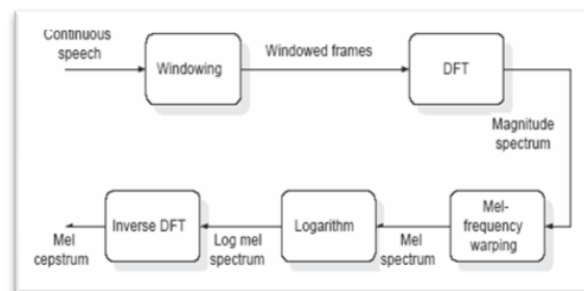 Continuous
speech
Windowing
Windowed frames
DFT
Magnitude
spectrum
Mel-
frequency
warping
Mel
spectrum
Logarithm
Log mel
spectrum
Inverse DFT
Mel
cepstrum